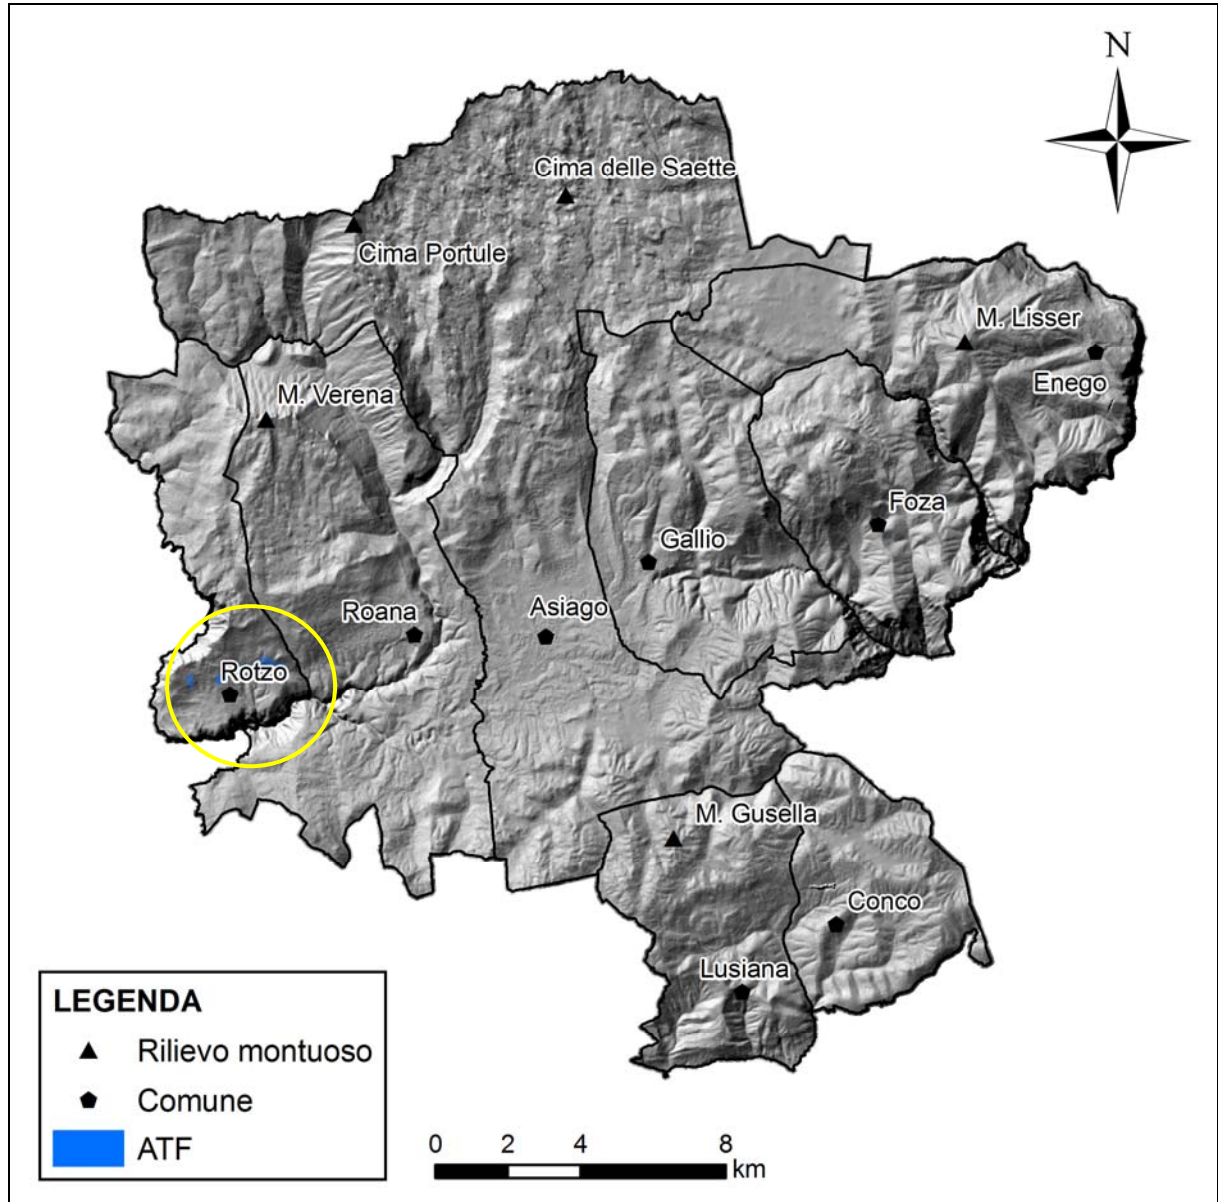 N
Cima delle Saette
Cima Portule
M. Lisser
Enego
M. Verena
Foza
Gallio
Roana
Asiago
Rotzo
M. Gusella
Conco
Lusiana
LEGENDA
Rilievo montuoso
Comune
ATF
0 2 4 8
km